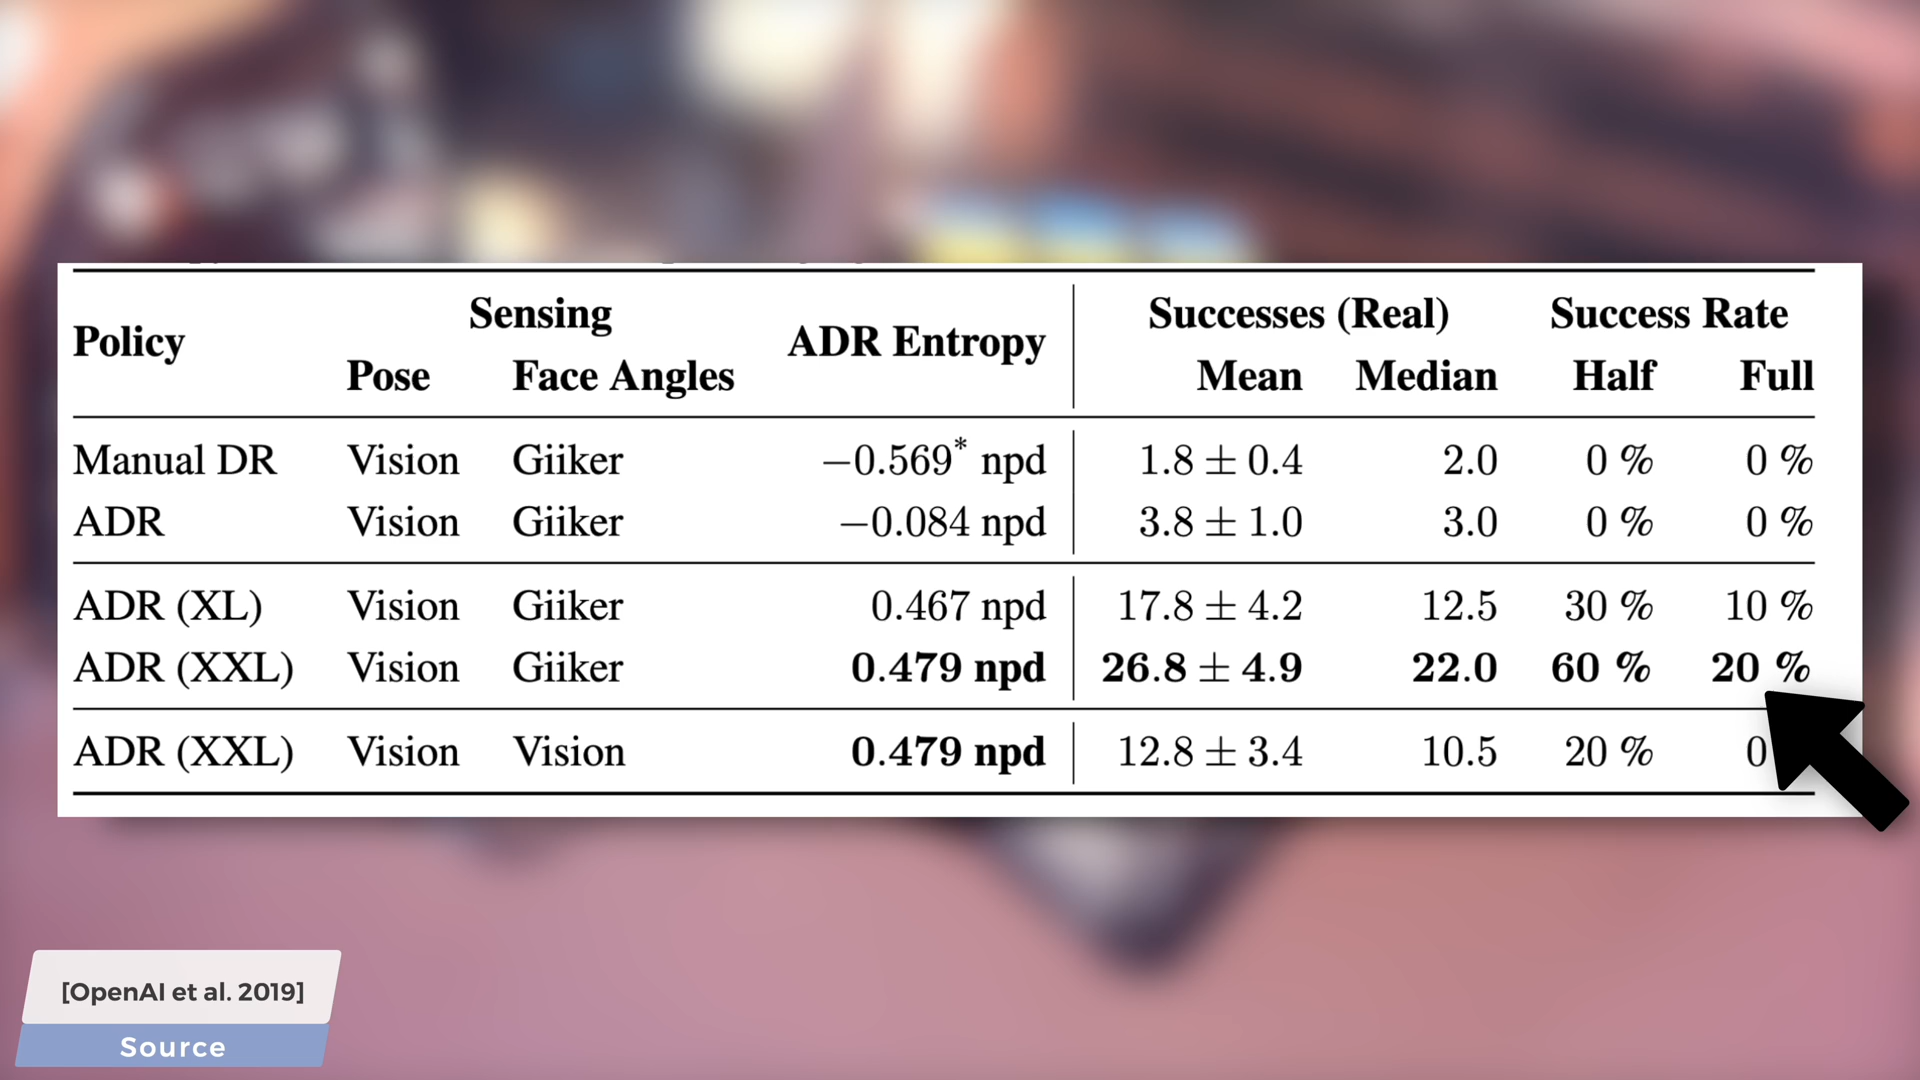 Policy Sensing ADR Entropy Successes (Real) Success Rate
Pose Face Angles Mean Median Half Full
Manual DR Vision Giiker −0.569* npd 1.8 ± 0.4 2.0 0 % 0 %
ADR Vision Giiker −0.084 npd 3.8 ± 1.0 3.0 0 % 0 %
ADR (XL) Vision Giiker 0.467 npd 17.8 ± 4.2 12.5 30 % 10 %
ADR (XXL) Vision Giiker 0.479 npd 26.8 ± 4.9 22.0 60 % 20 %
ADR (XXL) Vision Vision 0.479 npd 12.8 ± 3.4 10.5 20 % 0
[OpenAI et al. 2019]
Source